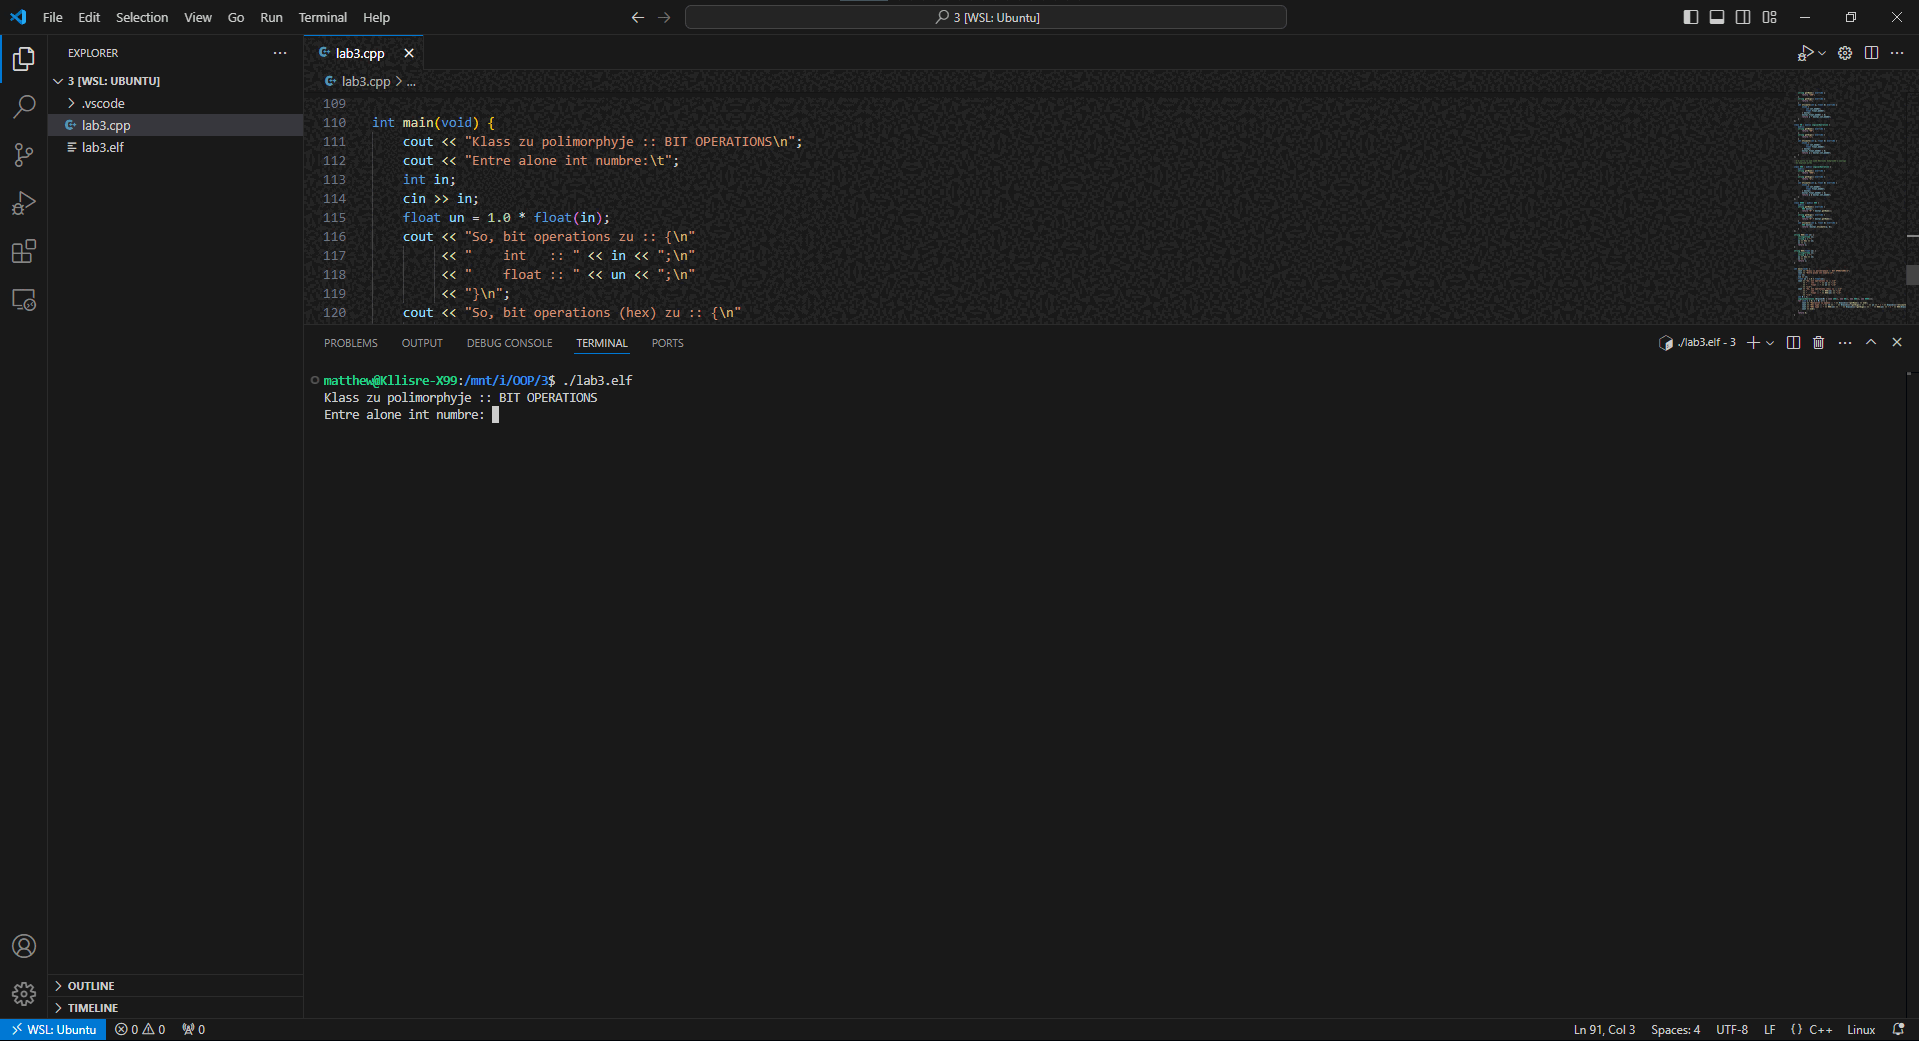 File Edit Selection View Go Run Terminal Help
3 [WSL: Ubuntu]
EXPLORER
3 [WSL: UBUNTU]
.vscode
lab3.cpp
lab3.elf
OUTLINE
TIMELINE
lab3.cpp
lab3.cpp > ...
109
110 int main(void) {
111 cout << "Klass zu polimorphyje :: BIT OPERATIONS\n";
112 cout << "Entre alone int numbre:\t";
113 int in;
114 cin >> in;
115 float un = 1.0 * float(in);
116 cout << "So, bit operations zu :: {\n"
117 << "    int   :: " << in << ";\n"
118 << "    float :: " << un << ";\n"
119 << "}\n";
120 cout << "So, bit operations (hex) zu :: {\n"
PROBLEMS OUTPUT DEBUG CONSOLE TERMINAL PORTS
./lab3.elf - 3
matthew@Kllisre-X99:/mnt/i/OOP/3$ ./lab3.elf
Klass zu polimorphyje :: BIT OPERATIONS
Entre alone int numbre:
WSL: Ubuntu 0 0 0
Ln 91, Col 3 Spaces: 4 UTF-8 LF {} C++ Linux